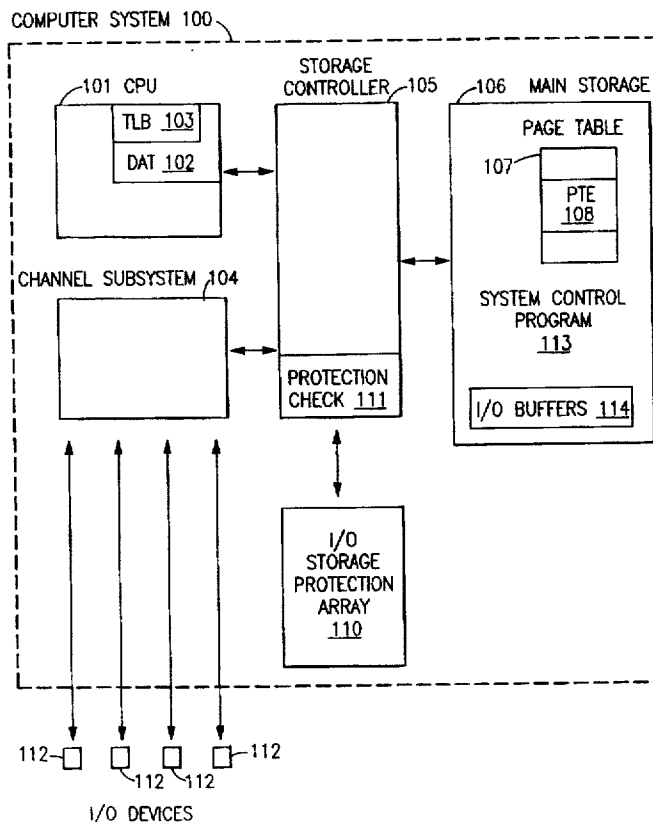 COMPUTER SYSTEM 100
101 CPU
TLB 103
DAT 102
STORAGE
CONTROLLER 105
106 MAIN STORAGE
PAGE TABLE
107
PTE
108
CHANNEL SUBSYSTEM 104
SYSTEM CONTROL
PROGRAM
113
PROTECTION
CHECK 111
I/O BUFFERS 114
I/O
STORAGE
PROTECTION
ARRAY
110
112
112
112
112
I/O DEVICES